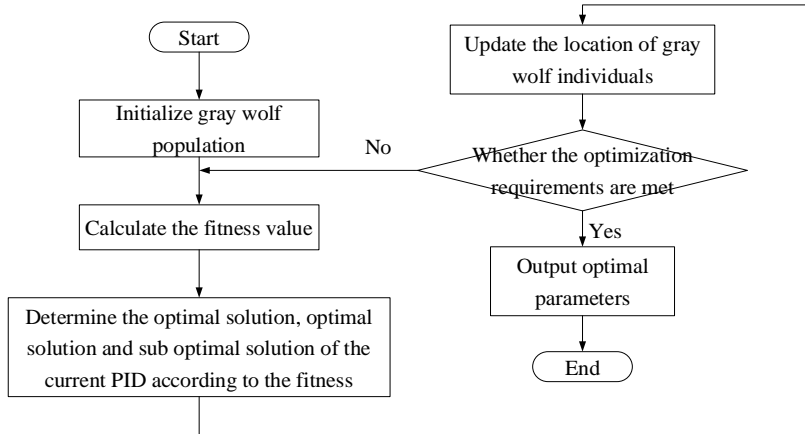 Start
Initialize gray wolf
population
Calculate the fitness value
Determine the optimal solution, optimal
solution and sub optimal solution of the
current PID according to the fitness
Update the location of gray
wolf individuals
Whether the optimization
requirements are met
No
Yes
Output optimal
parameters
End